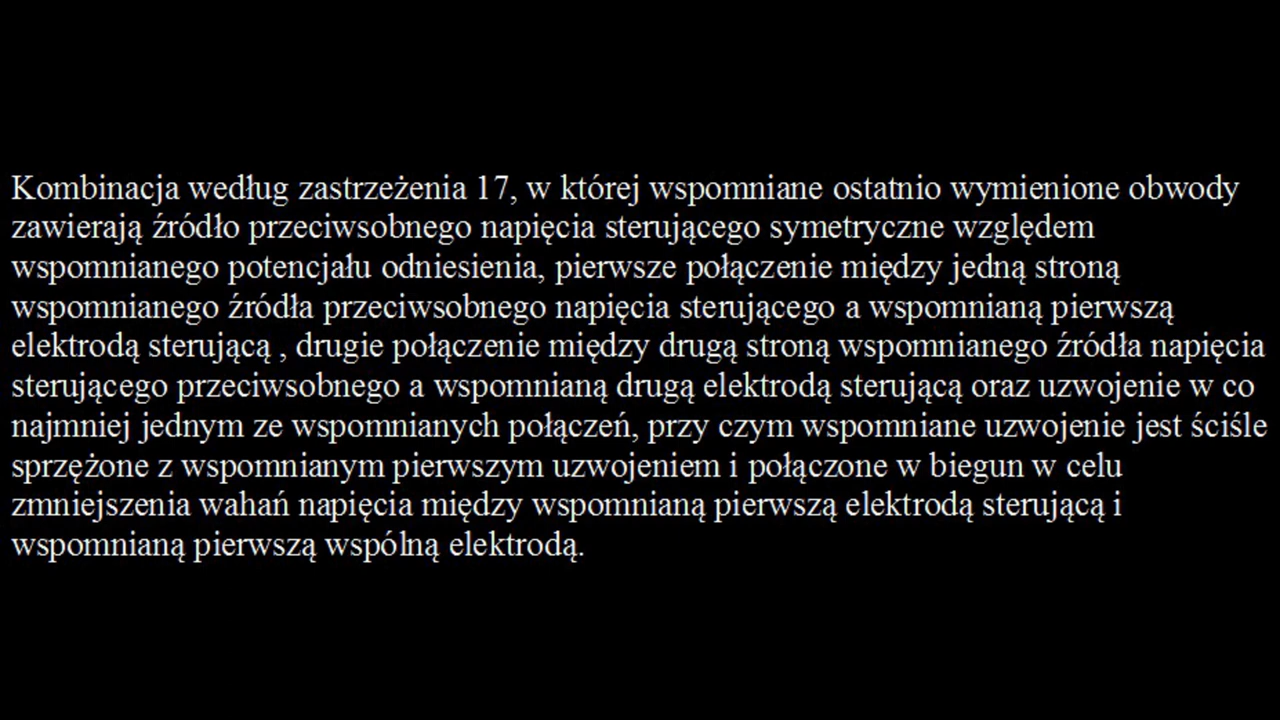 Kombinacja według zastrzeżenia 17, w której wspomniane ostatnio wymienione obwody
zawierają źródło przeciwsobnego napięcia sterującego symetryczne względem
wspomnianego potencjału odniesienia, pierwsze połączenie między jedną stroną
wspomnianego źródła przeciwsobnego napięcia sterującego a wspomnianą pierwszą
elektrodą sterującą , drugie połączenie między drugą stroną wspomnianego źródła napięcia
sterującego przeciwsobnego a wspomnianą drugą elektrodą sterującą oraz uzwojenie w co
najmniej jednym ze wspomnianych połączeń, przy czym wspomniane uzwojenie jest ściśle
sprzężone z wspomnianym pierwszym uzwojeniem i połączone w biegun w celu
zmniejszenia wahań napięcia między wspomnianą pierwszą elektrodą sterującą i
wspomnianą pierwszą wspólną elektrodą.